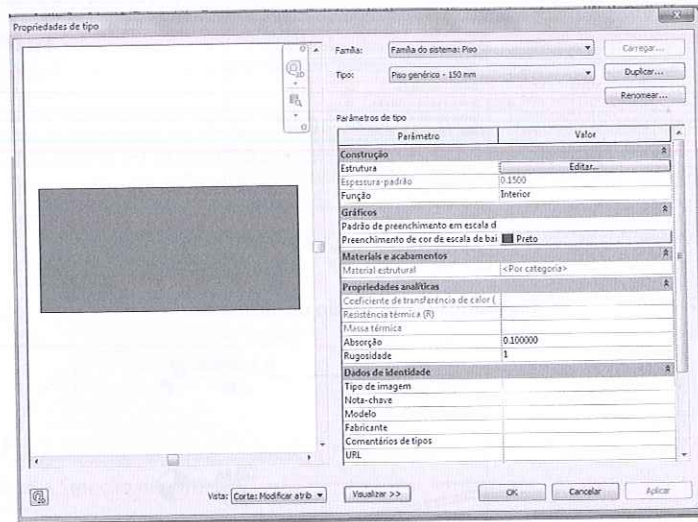 Propriedades de tipo
Família: Família do sistema: Piso Carregar...
Tipo: Piso genérico - 150 mm Duplicar...
Renomear...
Parâmetros de tipo
Parâmetro Valor
Construção
Estrutura Editar...
Espessura-padrão 0.1500
Função Interior
Gráficos
Padrão de preenchimento em escala d
Preenchimento de cor de escala de bai Preto
Materiais e acabamentos
Material estrutural <Por categoria>
Propriedades analíticas
Coeficiente de transferência de calor (
Resistência térmica (R)
Massa térmica
Absorção 0.100000
Rugosidade 1
Dados de identidade
Tipo de imagem
Nota-chave
Modelo
Fabricante
Comentários de tipos
URL
Vista: Corte: Modificar atrib Visualizar >> OK Cancelar Aplicar